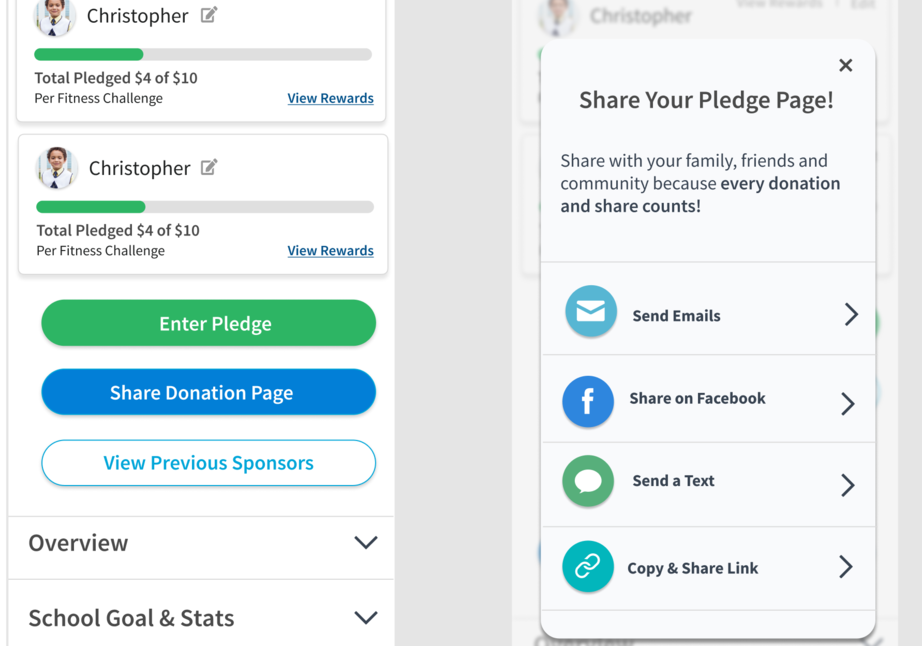 Christopher
Total Pledged $4 of $10
Per Fitness Challenge
View Rewards
Christopher
Total Pledged $4 of $10
Per Fitness Challenge
View Rewards
Enter Pledge
Share Donation Page
View Previous Sponsors
Overview
School Goal & Stats
Christopher
View Rewards
Edit
Share Your Pledge Page!
Share with your family, friends and
community because every donation
and share counts!
Send Emails
f
Share on Facebook
Send a Text
Copy & Share Link
Overview